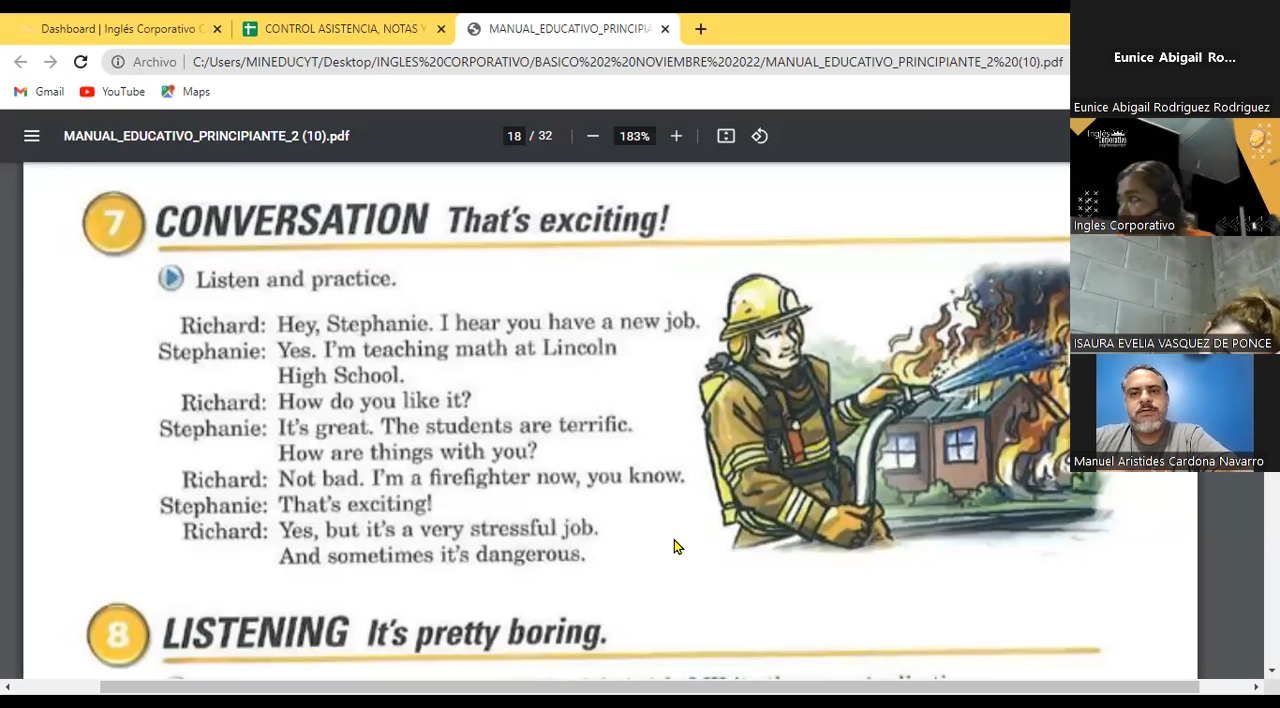 Dashboard | Inglés Corporativo C
CONTROL ASISTENCIA, NOTAS Y
MANUAL_EDUCATIVO_PRINCIPIA
Archivo
C:/Users/MINEDUCYT/Desktop/INGLES%20CORPORATIVO/BASICO%202%20NOVIEMBRE%202022/MANUAL_EDUCATIVO_PRINCIPIANTE_2%20(10).pdf
Gmail
YouTube
Maps
MANUAL_EDUCATIVO_PRINCIPIANTE_2 (10).pdf
18 / 32
183%
7 CONVERSATION That's exciting!
Listen and practice.
Richard: Hey, Stephanie. I hear you have a new job.
Stephanie: Yes. I'm teaching math at Lincoln
High School.
Richard: How do you like it?
Stephanie: It's great. The students are terrific.
How are things with you?
Richard: Not bad. I'm a firefighter now, you know.
Stephanie: That's exciting!
Richard: Yes, but it's a very stressful job.
And sometimes it's dangerous.
8 LISTENING It's pretty boring.
Eunice Abigail Ro...
Eunice Abigail Rodriguez Rodriguez
Inglés
Corporativo
Ingles Corporativo
ISAURA EVELIA VASQUEZ DE PONCE
Manuel Aristides Cardona Navarro